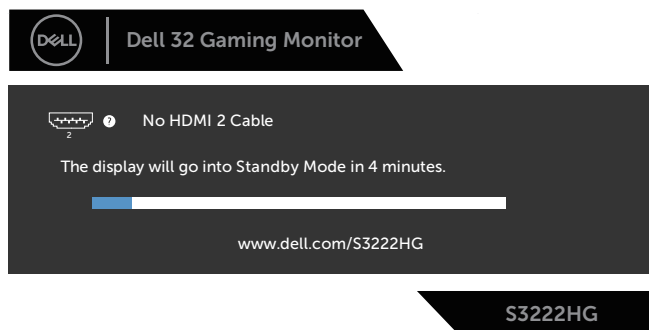 DELL
Dell 32 Gaming Monitor
? No HDMI 2 Cable
2
The display will go into Standby Mode in 4 minutes.
www.dell.com/S3222HG
S3222HG